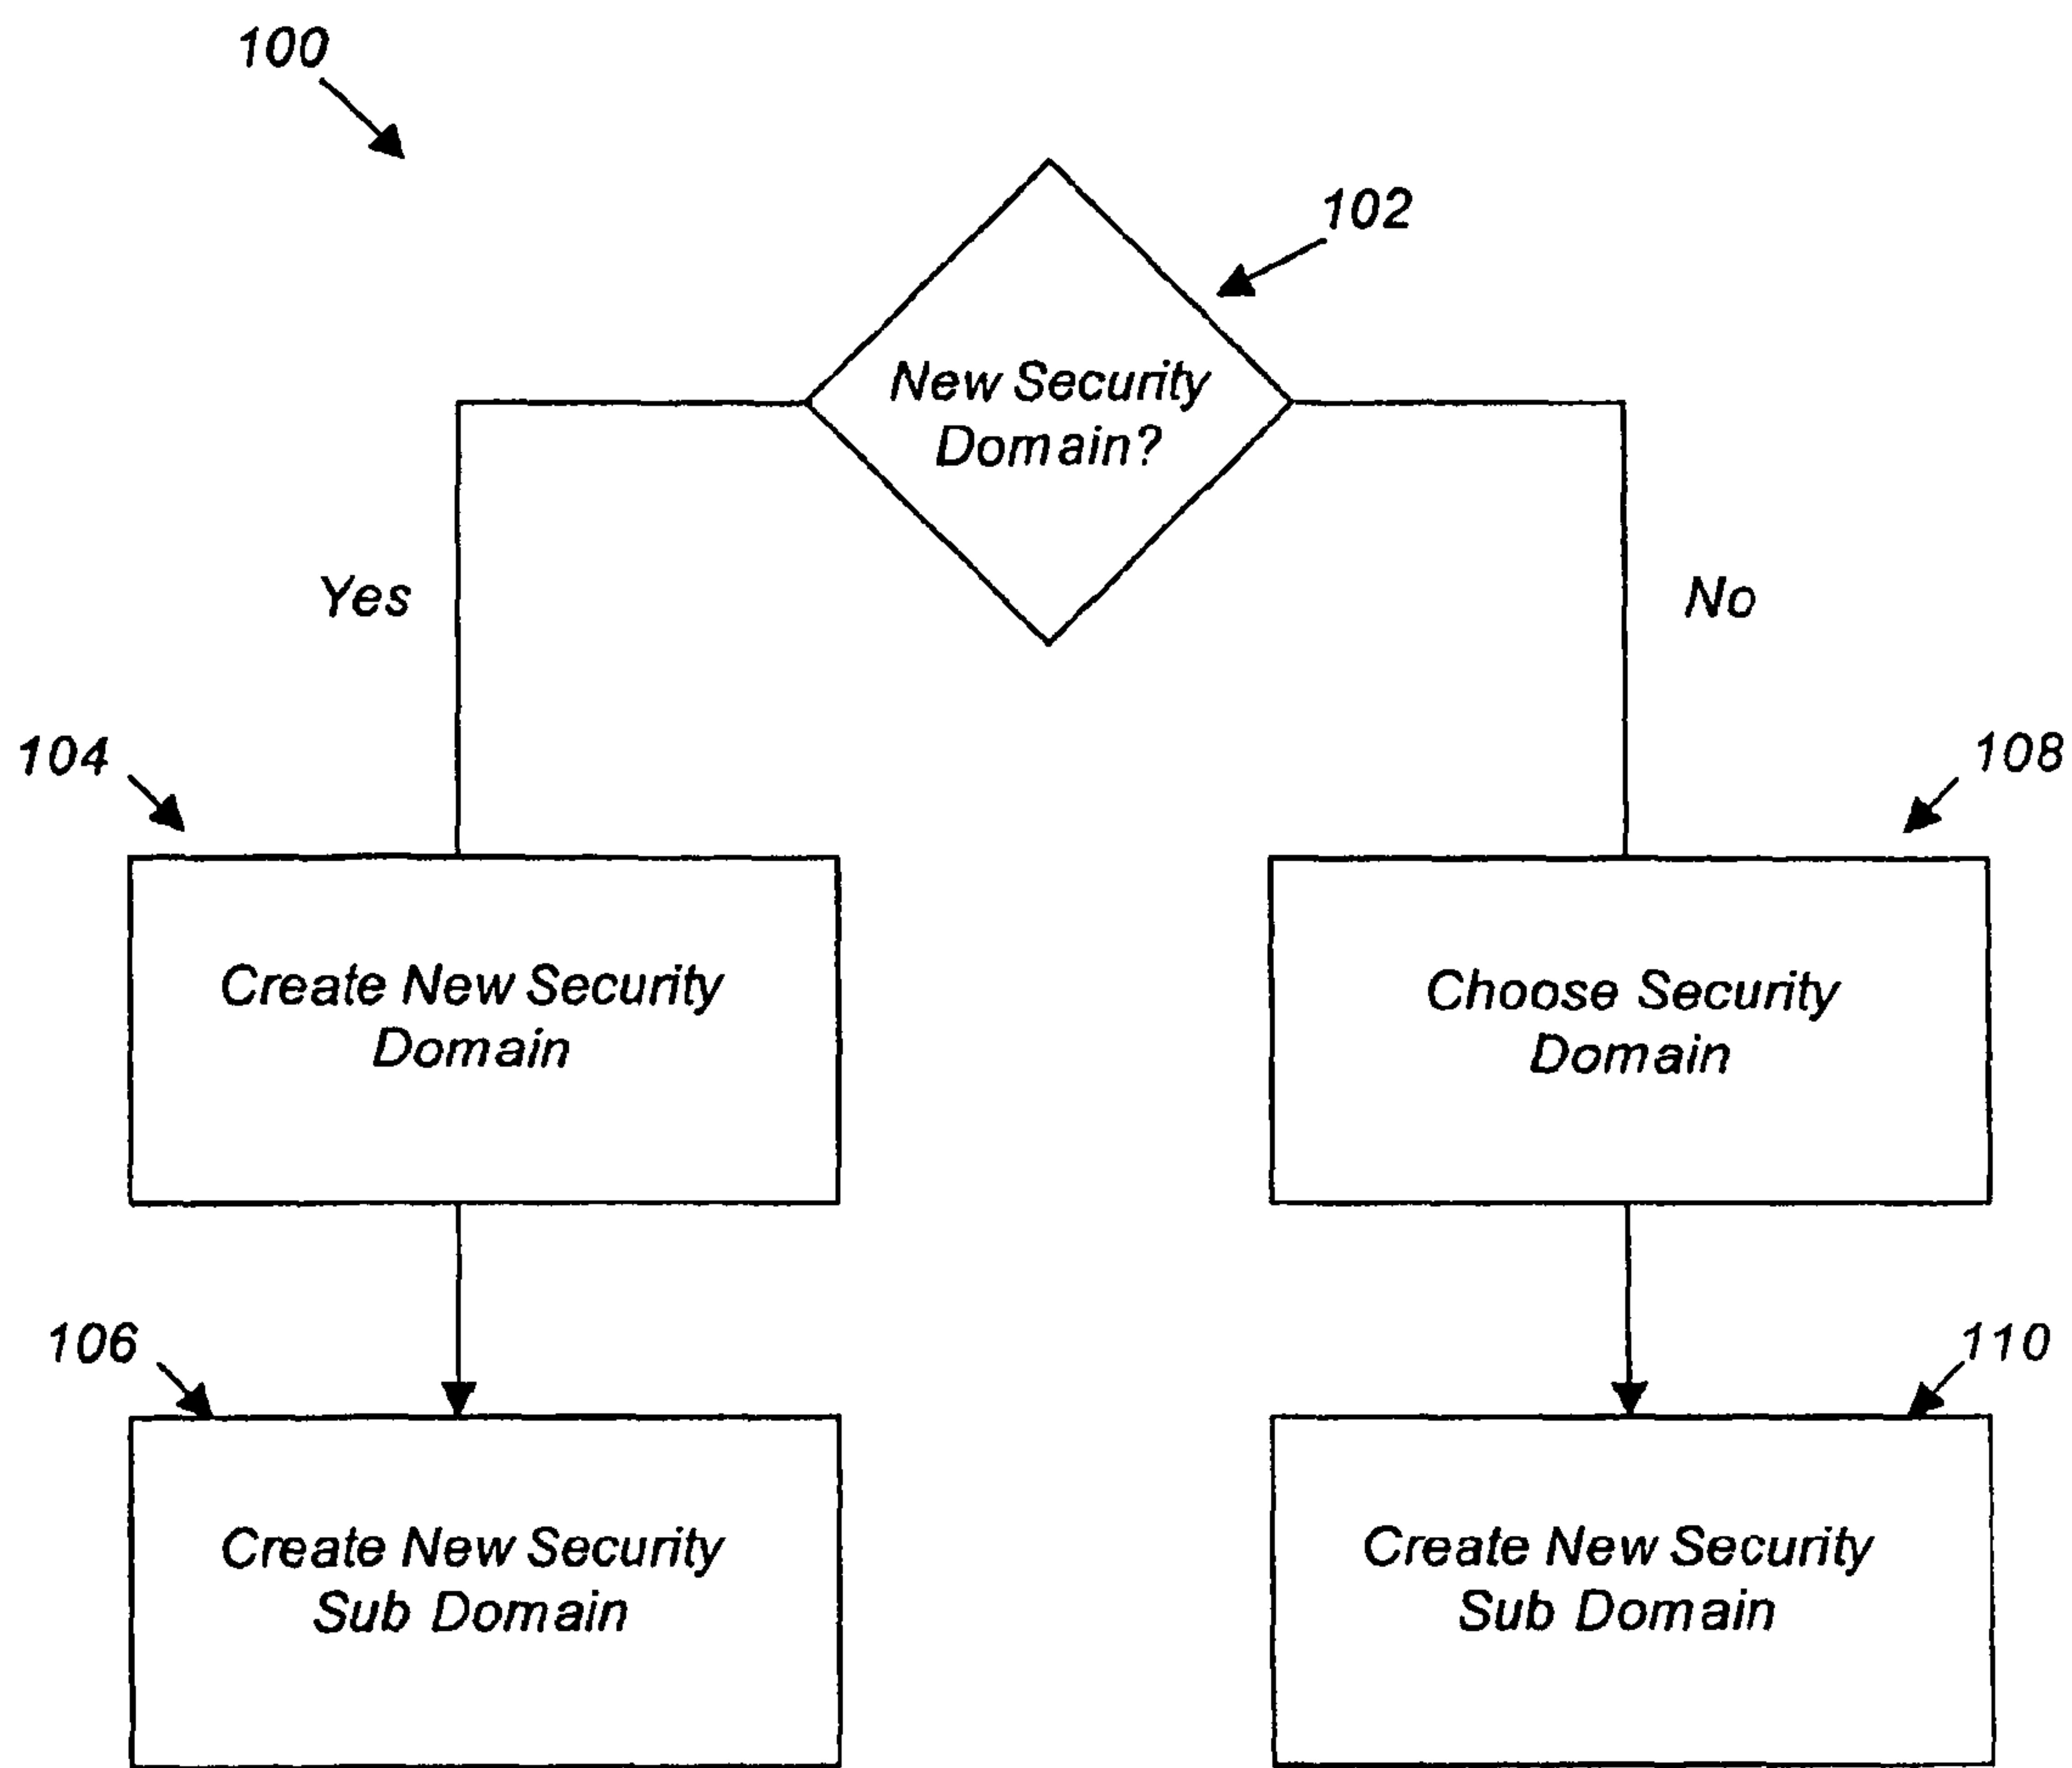 100
102
New Security
Domain?
Yes
No
104
108
Create New Security
Domain
Choose Security
Domain
106
110
Create New Security
Sub Domain
Create New Security
Sub Domain